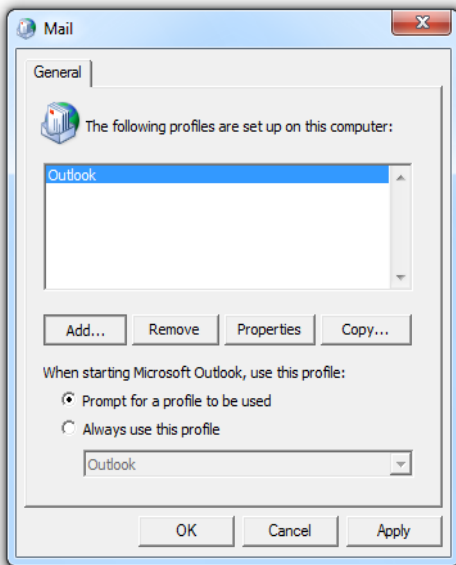 Mail
General
The following profiles are set up on this computer:
Outlook
Add... Remove Properties Copy...
When starting Microsoft Outlook, use this profile:
Prompt for a profile to be used
Always use this profile
Outlook
OK Cancel Apply